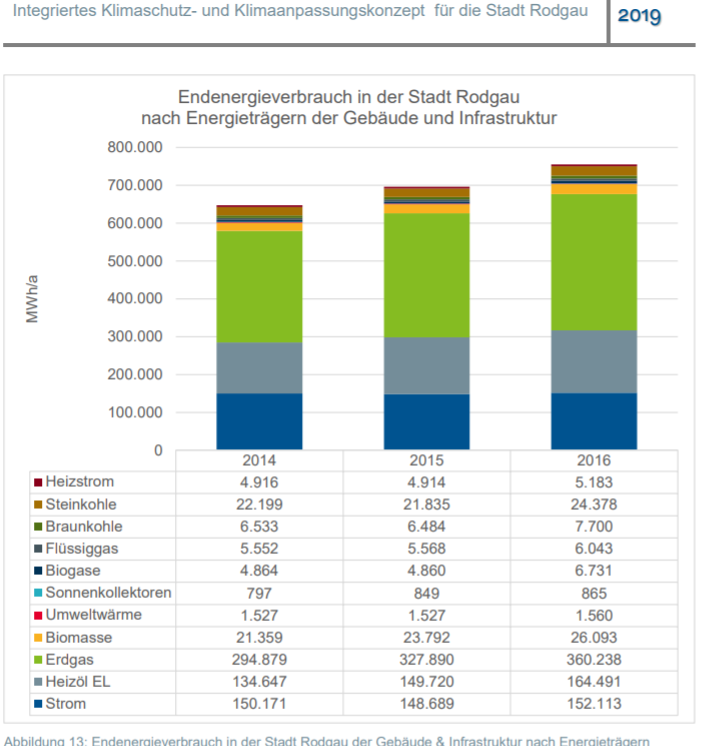 Integriertes Klimaschutz- und Klimaanpassungskonzept für die Stadt Rodgau 2019
Endenergieverbrauch in der Stadt Rodgau
nach Energieträgern der Gebäude und Infrastruktur
800.000
700.000
600.000
500.000
400.000
300.000
200.000
100.000
0
MWh/a
2014 2015 2016
Heizstrom 4.916 4.914 5.183
Steinkohle 22.199 21.835 24.378
Braunkohle 6.533 6.484 7.700
Flüssiggas 5.552 5.568 6.043
Biogase 4.864 4.860 6.731
Sonnenkollektoren 797 849 865
Umweltwärme 1.527 1.527 1.560
Biomasse 21.359 23.792 26.093
Erdgas 294.879 327.890 360.238
Heizöl EL 134.647 149.720 164.491
Strom 150.171 148.689 152.113
Abbildung 13: Endenergieverbrauch in der Stadt Rodgau der Gebäude & Infrastruktur nach Energieträgern